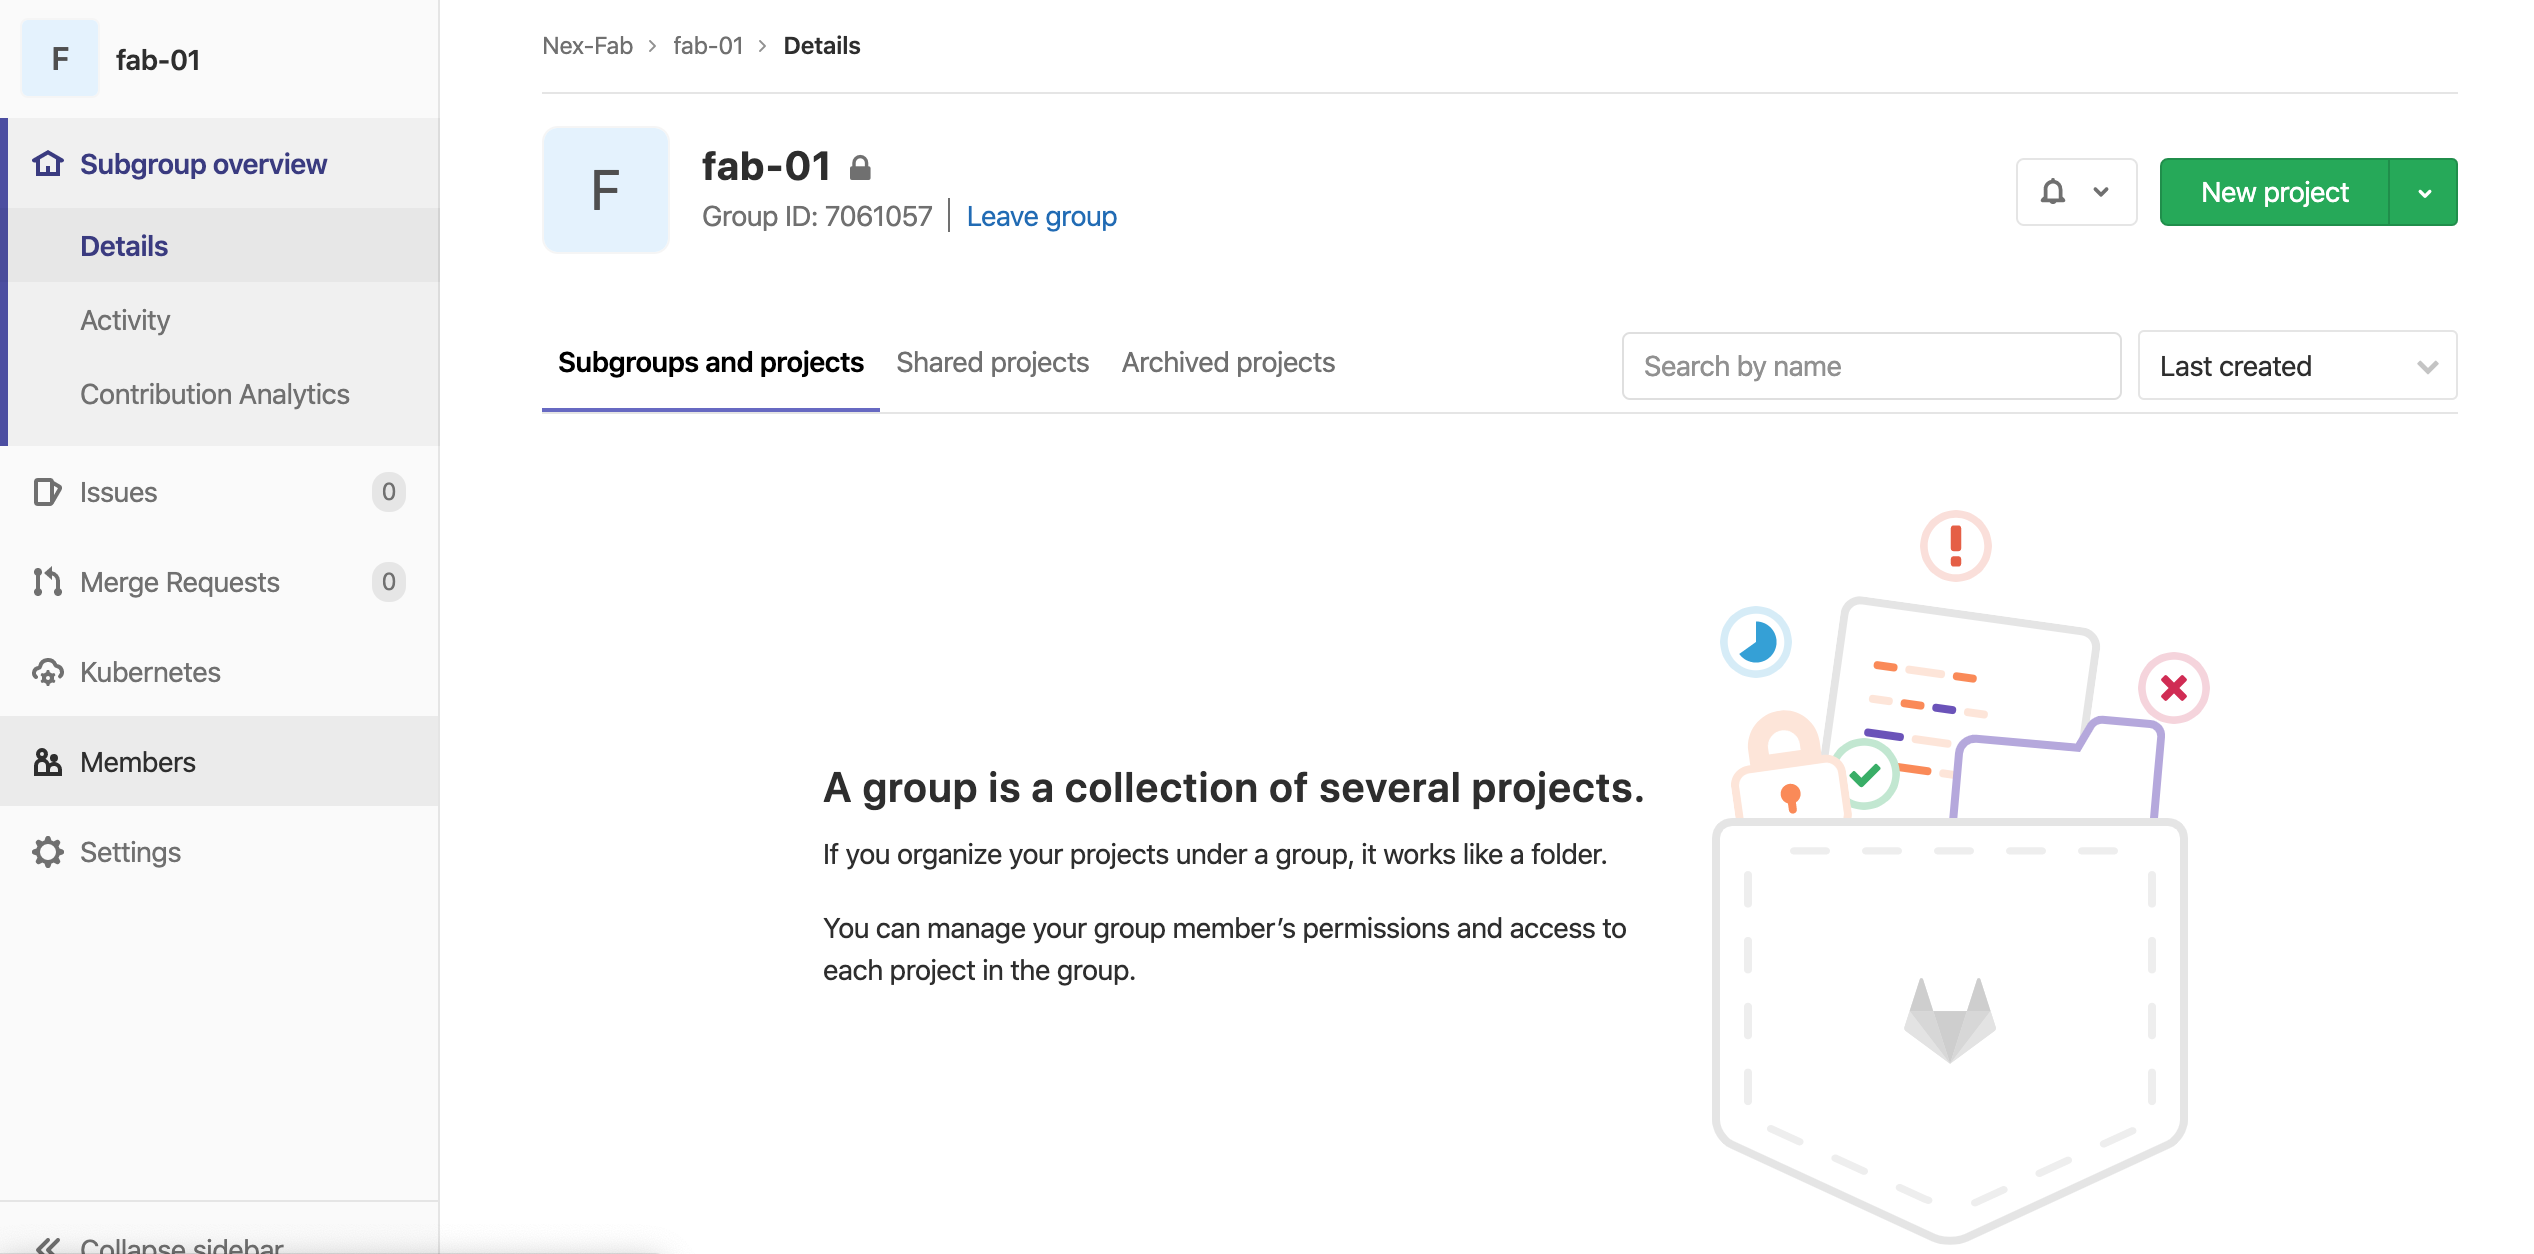 F
fab-01
Subgroup overview
Details
Activity
Contribution Analytics
Issues 0
Merge Requests 0
Kubernetes
Members
Settings
Collapse sidebar
Nex-Fab > fab-01 > Details
F
fab-01
Group ID: 7061057 | Leave group
New project
Subgroups and projects Shared projects Archived projects
Search by name
Last created
A group is a collection of several projects.
If you organize your projects under a group, it works like a folder.
You can manage your group member’s permissions and access to
each project in the group.